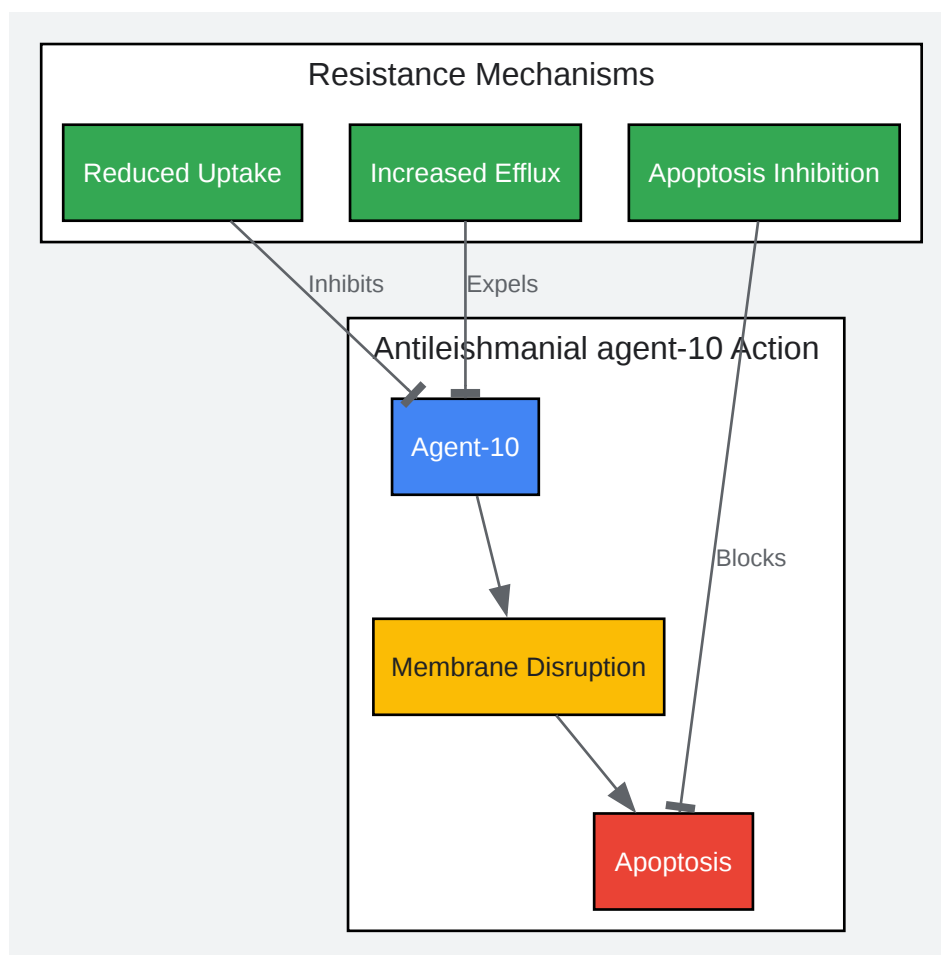 Resistance Mechanisms
Reduced Uptake
Increased Efflux
Apoptosis Inhibition
Inhibits
Expels
Antileishmanial agent-10 Action
Agent-10
Blocks
Membrane Disruption
Apoptosis